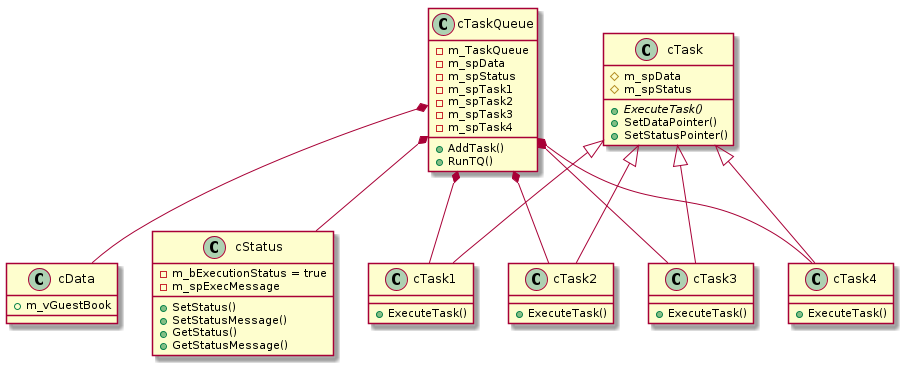 C cTaskQueue
m_TaskQueue
m_spData
m_spStatus
m_spTask1
m_spTask2
m_spTask3
m_spTask4
AddTask()
RunTQ()
C cTask
m_spData
m_spStatus
ExecuteTask()
SetDataPointer()
SetStatusPointer()
C cData
m_vGuestBook
C cStatus
m_bExecutionStatus = true
m_spExecMessage
SetStatus()
SetStatusMessage()
GetStatus()
GetStatusMessage()
C cTask1
ExecuteTask()
C cTask2
ExecuteTask()
C cTask3
ExecuteTask()
C cTask4
ExecuteTask()